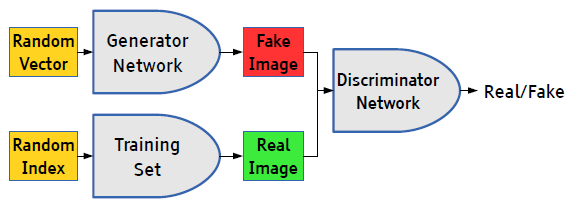 Random
Vector
Generator
Network
Fake
Image
Discriminator
Network
Real/Fake
Random
Index
Training
Set
Real
Image